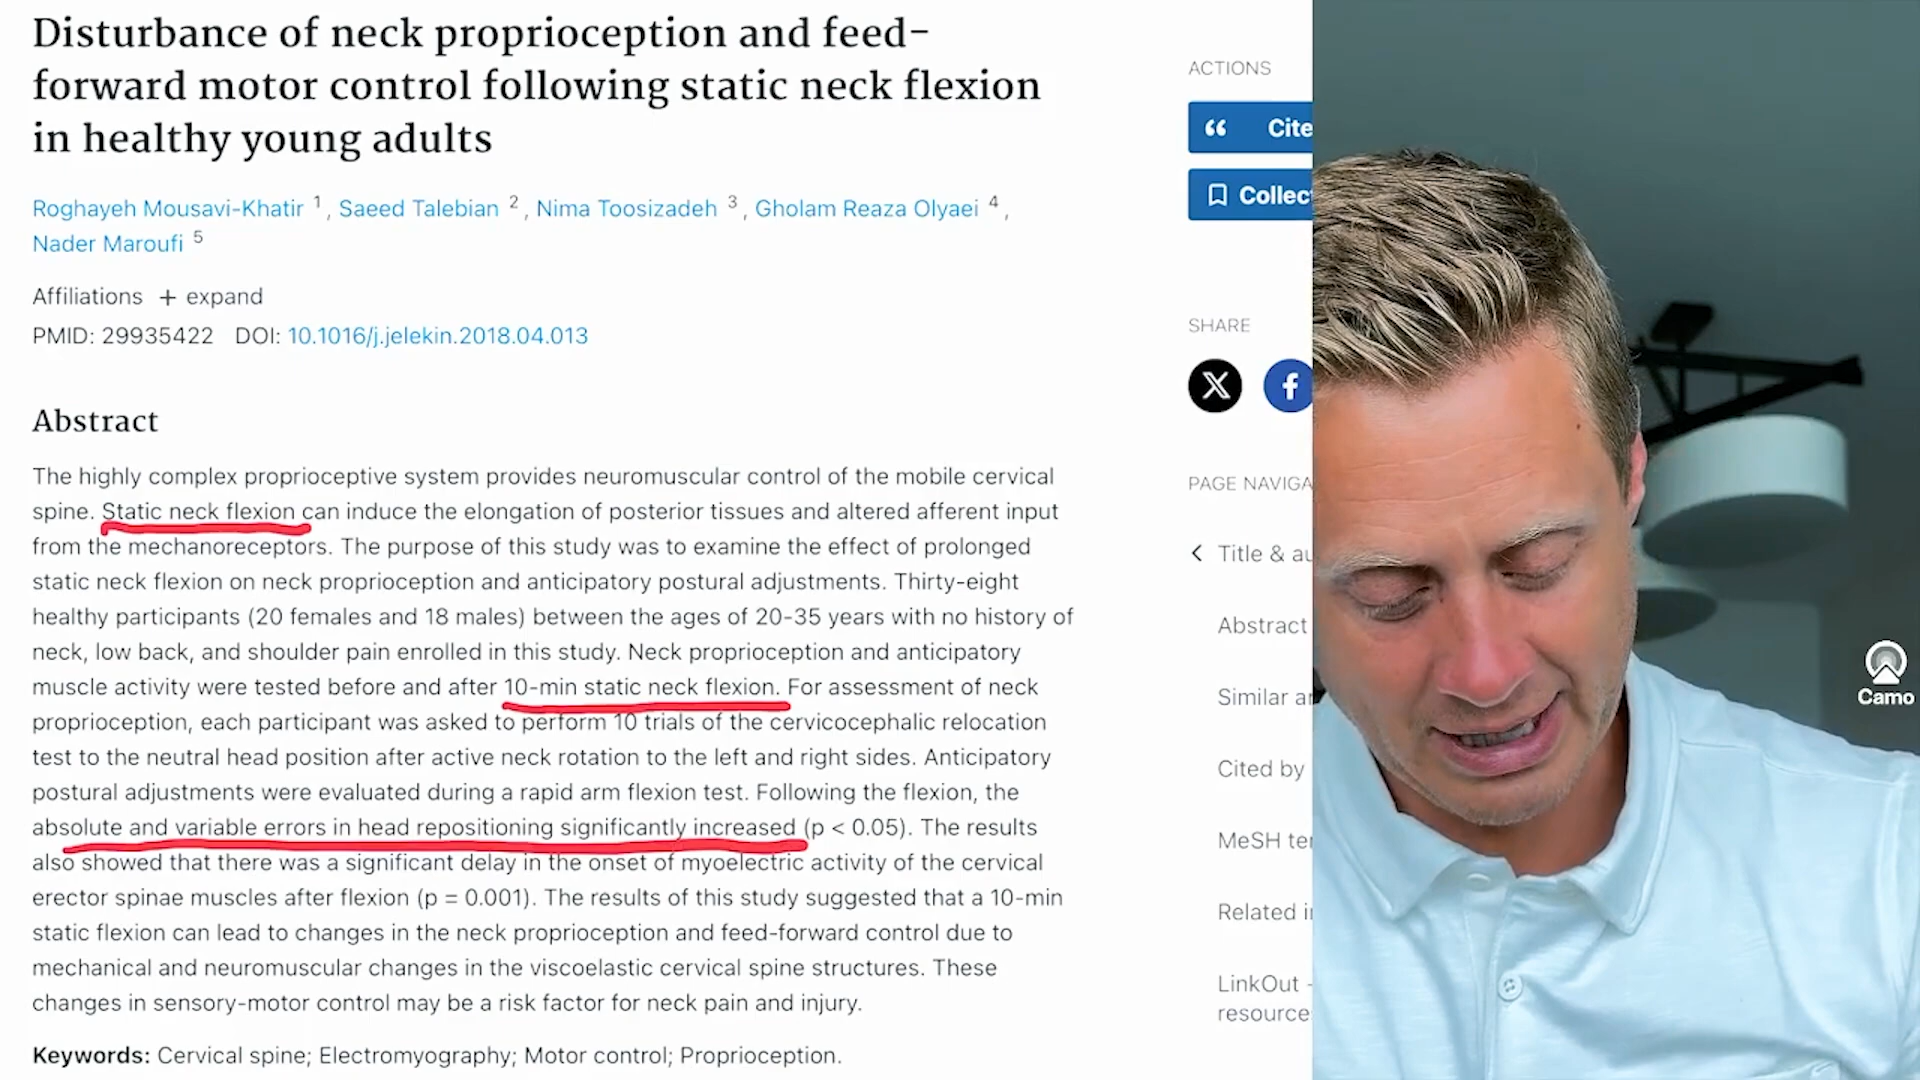 Disturbance of neck proprioception and feed-
forward motor control following static neck flexion
in healthy young adults
Roghayeh Mousavi-Khatir 1 , Saeed Talebian 2 , Nima Toosizadeh 3 , Gholam Reaza Olyaei 4 ,
Nader Maroufi 5
Affiliations + expand
PMID: 29935422 DOI: 10.1016/j.jelekin.2018.04.013
Abstract
The highly complex proprioceptive system provides neuromuscular control of the mobile cervical
spine. Static neck flexion can induce the elongation of posterior tissues and altered afferent input
from the mechanoreceptors. The purpose of this study was to examine the effect of prolonged
static neck flexion on neck proprioception and anticipatory postural adjustments. Thirty-eight
healthy participants (20 females and 18 males) between the ages of 20-35 years with no history of
neck, low back, and shoulder pain enrolled in this study. Neck proprioception and anticipatory
muscle activity were tested before and after 10-min static neck flexion. For assessment of neck
proprioception, each participant was asked to perform 10 trials of the cervicocephalic relocation
test to the neutral head position after active neck rotation to the left and right sides. Anticipatory
postural adjustments were evaluated during a rapid arm flexion test. Following the flexion, the
absolute and variable errors in head repositioning significantly increased (p < 0.05). The results
also showed that there was a significant delay in the onset of myoelectric activity of the cervical
erector spinae muscles after flexion (p = 0.001). The results of this study suggested that a 10-min
static flexion can lead to changes in the neck proprioception and feed-forward control due to
mechanical and neuromuscular changes in the viscoelastic cervical spine structures. These
changes in sensory-motor control may be a risk factor for neck pain and injury.
Keywords: Cervical spine; Electromyography; Motor control; Proprioception.
ACTIONS
Cite
Collec
SHARE
X f
PAGE NAVIGA
Title & au
Abstract
Similar ar
Cited by
MeSH ter
Related i
LinkOut -
resource
Camo